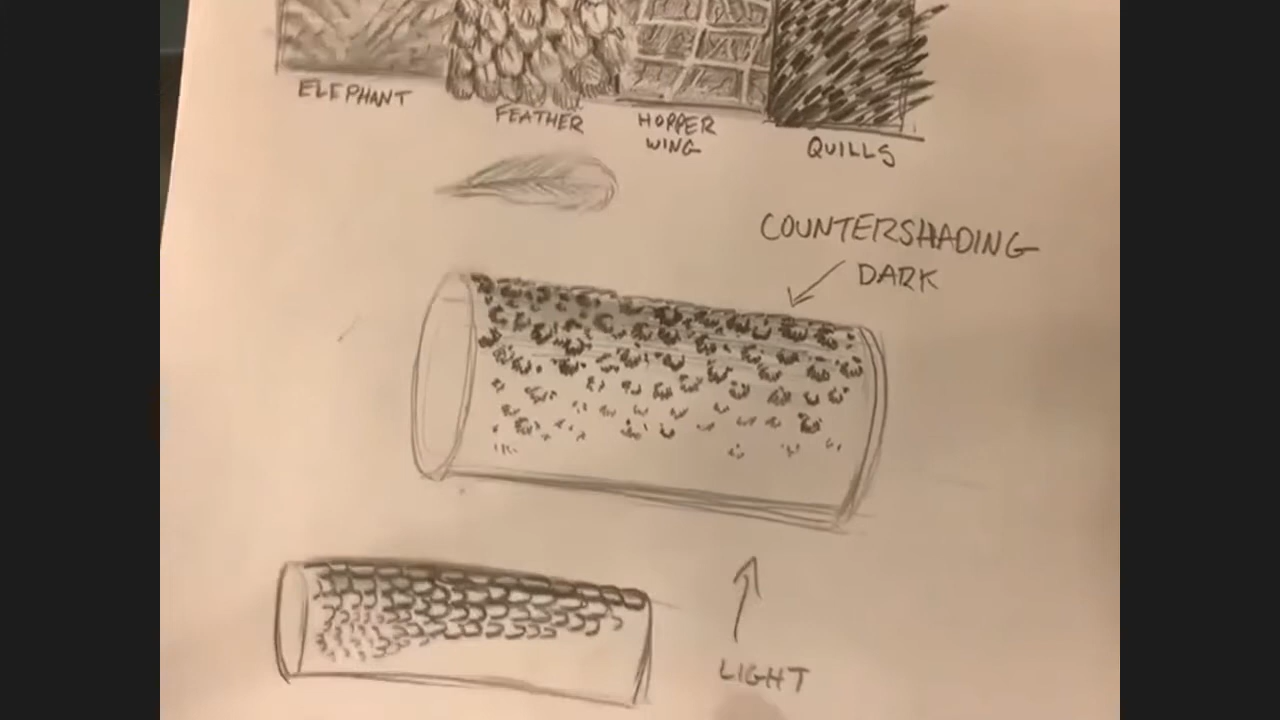 ELEPHANT
FEATHER
HOPPER
WING
QUILLS
COUNTERSHADING
DARK
LIGHT